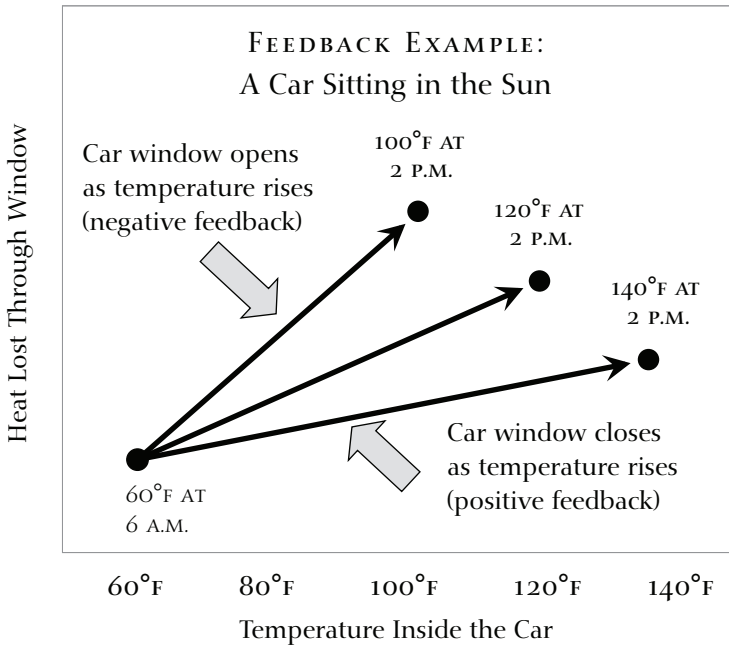 FEEDBACK EXAMPLE:
A Car Sitting in the Sun
Heat Lost Through Window
Car window opens
as temperature rises
(negative feedback)
100°F AT
2 P.M.
120°F AT
2 P.M.
140°F AT
2 P.M.
Car window closes
as temperature rises
(positive feedback)
60°F AT
6 A.M.
60°F 80°F 100°F 120°F 140°F
Temperature Inside the Car